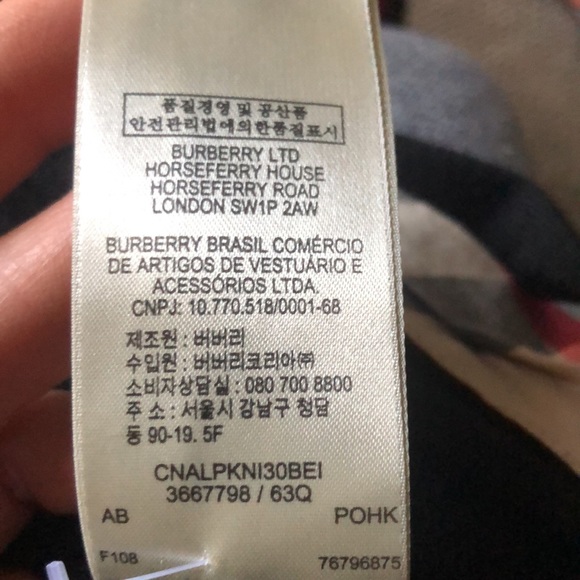 품질경영 및 공산품
안전관리법에의한품질표시
BURBERRY LTD
HORSEFERRY HOUSE
HORSEFERRY ROAD
LONDON SW1P 2AW
BURBERRY BRASIL COMÉRCIO
DE ARTIGOS DE VESTUÁRIO E
ACESSÓRIOS LTDA.
CNPJ: 10.770.518/0001-68
제조원 : 버버리
수입원 : 버버리코리아㈜
소비자상담실 : 080 700 8800
주 소 : 서울시 강남구 청담
동 90-19. 5F
CNALPKNI30BEI
3667798 / 63Q
AB POHK
F108 76796875